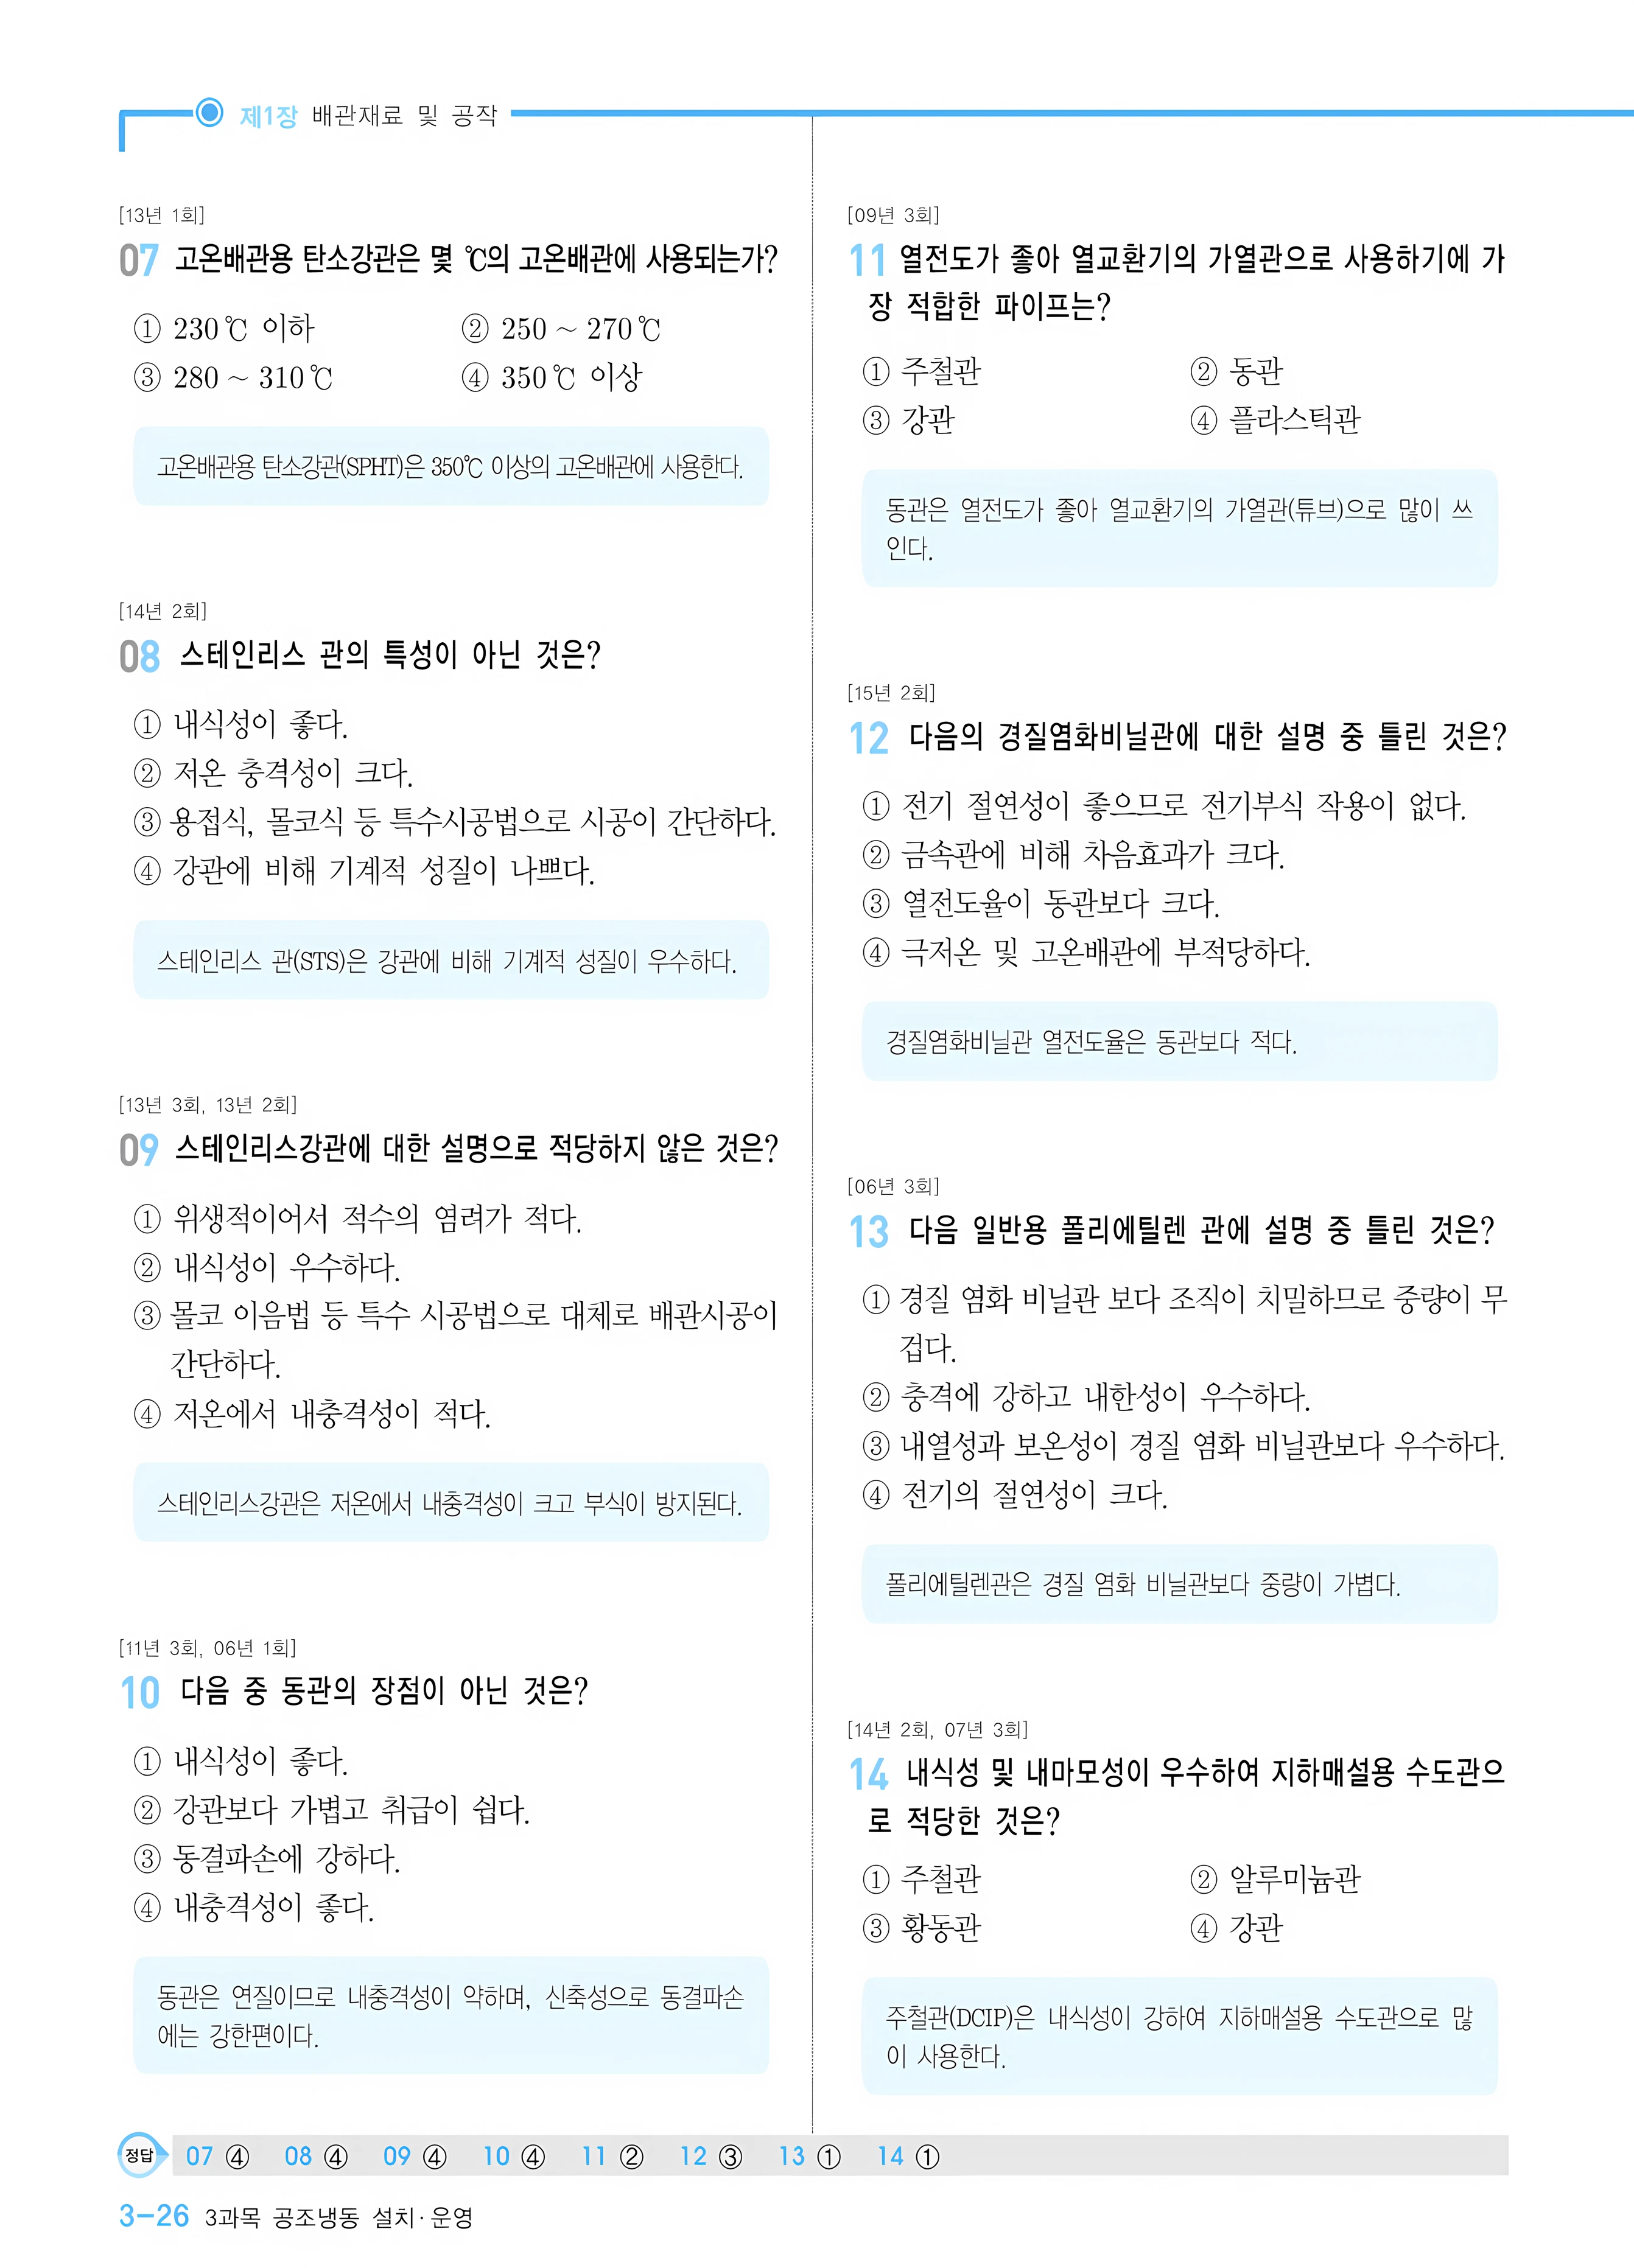 제1장 배관재료 및 공작
[13년 1회]
07 고온배관용 탄소강관은 몇 ℃의 고온배관에 사용되는가?
① 230℃ 이하 ② 250 ~ 270℃
③ 280 ~ 310℃ ④ 350℃ 이상
고온배관용 탄소강관(SPHT)은 350℃ 이상의 고온배관에 사용한다.
[14년 2회]
08 스테인리스 관의 특성이 아닌 것은?
① 내식성이 좋다.
② 저온 충격성이 크다.
③ 용접식, 몰코식 등 특수시공법으로 시공이 간단하다.
④ 강관에 비해 기계적 성질이 나쁘다.
스테인리스 관(STS)은 강관에 비해 기계적 성질이 우수하다.
[13년 3회, 13년 2회]
09 스테인리스강관에 대한 설명으로 적당하지 않은 것은?
① 위생적이어서 적수의 염려가 적다.
② 내식성이 우수하다.
③ 몰코 이음법 등 특수 시공법으로 대체로 배관시공이
간단하다.
④ 저온에서 내충격성이 적다.
스테인리스강관은 저온에서 내충격성이 크고 부식이 방지된다.
[11년 3회, 06년 1회]
10 다음 중 동관의 장점이 아닌 것은?
① 내식성이 좋다.
② 강관보다 가볍고 취급이 쉽다.
③ 동결파손에 강하다.
④ 내충격성이 좋다.
동관은 연질이므로 내충격성이 약하며, 신축성으로 동결파손
에는 강한편이다.
[09년 3회]
11 열전도가 좋아 열교환기의 가열관으로 사용하기에 가
장 적합한 파이프는?
① 주철관 ② 동관
③ 강관 ④ 플라스틱관
동관은 열전도가 좋아 열교환기의 가열관(튜브)으로 많이 쓰
인다.
[15년 2회]
12 다음의 경질염화비닐관에 대한 설명 중 틀린 것은?
① 전기 절연성이 좋으므로 전기부식 작용이 없다.
② 금속관에 비해 차음효과가 크다.
③ 열전도율이 동관보다 크다.
④ 극저온 및 고온배관에 부적당하다.
경질염화비닐관 열전도율은 동관보다 적다.
[06년 3회]
13 다음 일반용 폴리에틸렌 관에 설명 중 틀린 것은?
① 경질 염화 비닐관 보다 조직이 치밀하므로 중량이 무
겁다.
② 충격에 강하고 내한성이 우수하다.
③ 내열성과 보온성이 경질 염화 비닐관보다 우수하다.
④ 전기의 절연성이 크다.
폴리에틸렌관은 경질 염화 비닐관보다 중량이 가볍다.
[14년 2회, 07년 3회]
14 내식성 및 내마모성이 우수하여 지하매설용 수도관으
로 적당한 것은?
① 주철관 ② 알루미늄관
③ 황동관 ④ 강관
주철관(DCIP)은 내식성이 강하여 지하매설용 수도관으로 많
이 사용한다.
정답 07 ④ 08 ④ 09 ④ 10 ④ 11 ② 12 ③ 13 ① 14 ①
3-26 3과목 공조냉동 설치·운영